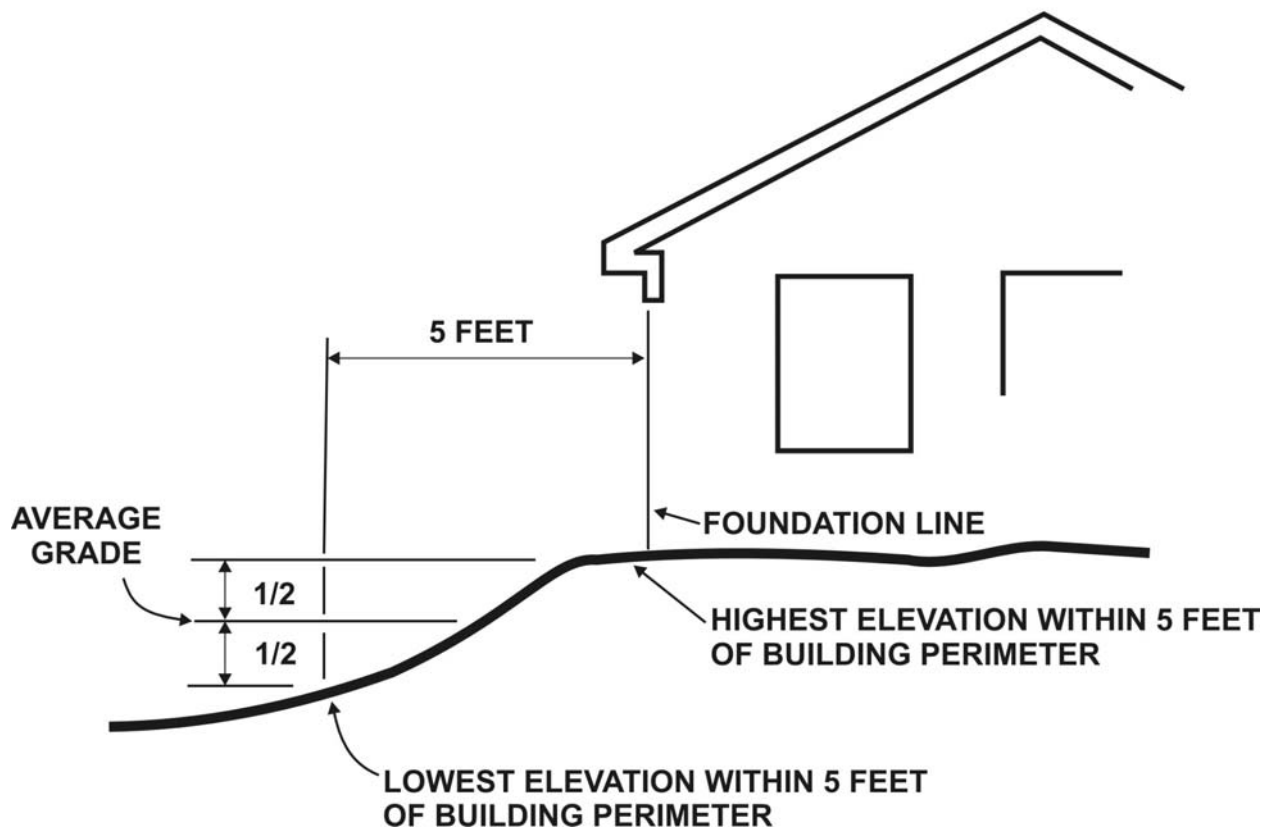 5 FEET
AVERAGE
GRADE
FOUNDATION LINE
1/2
1/2
HIGHEST ELEVATION WITHIN 5 FEET
OF BUILDING PERIMETER
LOWEST ELEVATION WITHIN 5 FEET
OF BUILDING PERIMETER